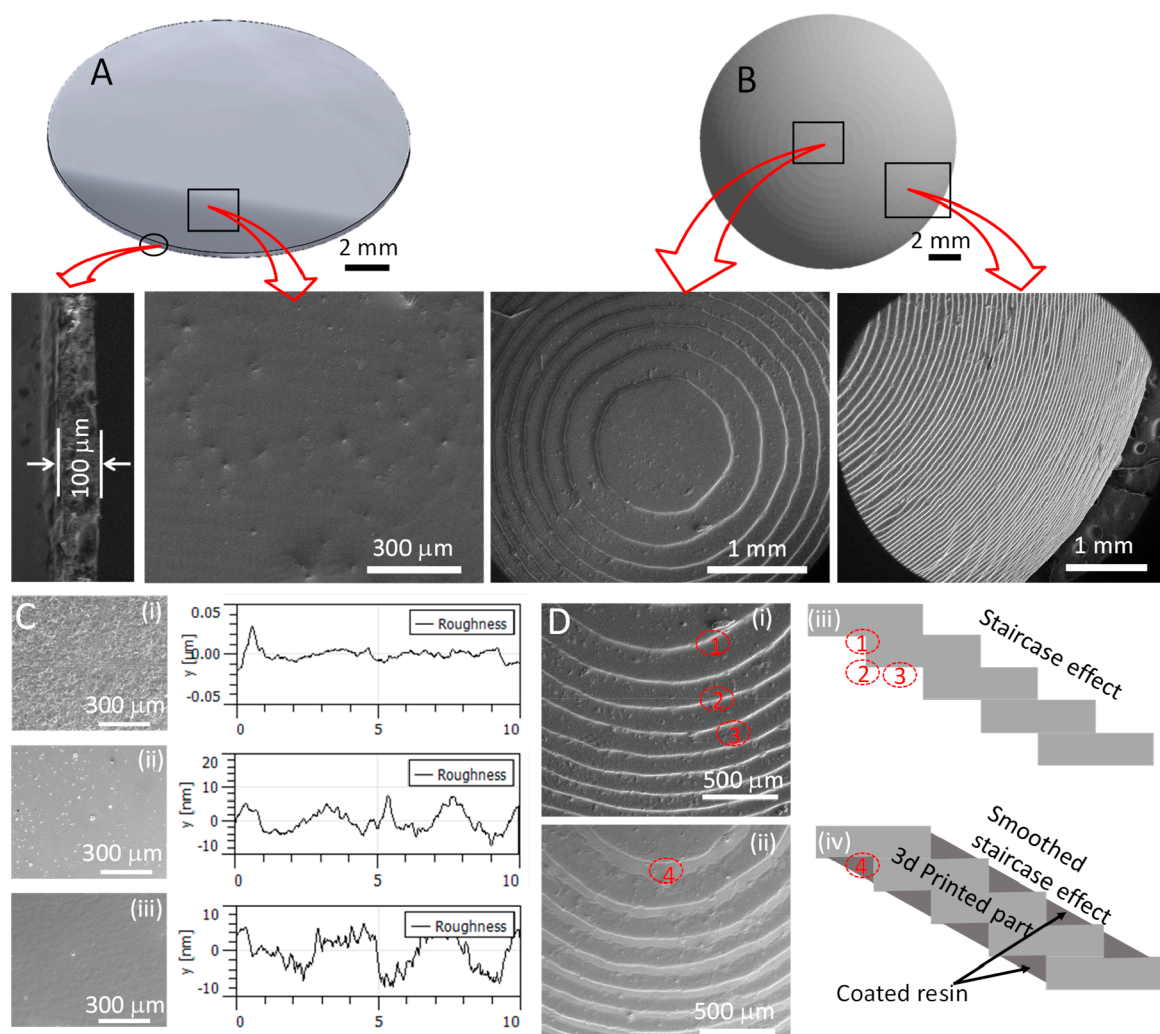 A
2 mm
B
2 mm
100 μm
300 μm
1 mm
1 mm
C
(i)
300 μm
y [μm]
0.05
0.00
-0.05
Roughness
0
5
10
(ii)
300 μm
y [nm]
20
10
0
-10
Roughness
0
5
10
(iii)
300 μm
y [nm]
10
0
-10
Roughness
0
5
10
D
(i)
1
2
3
500 μm
(ii)
4
500 μm
(iii)
1
2
3
Staircase effect
(iv)
4
3d Printed part
Smoothed
staircase effect
Coated resin